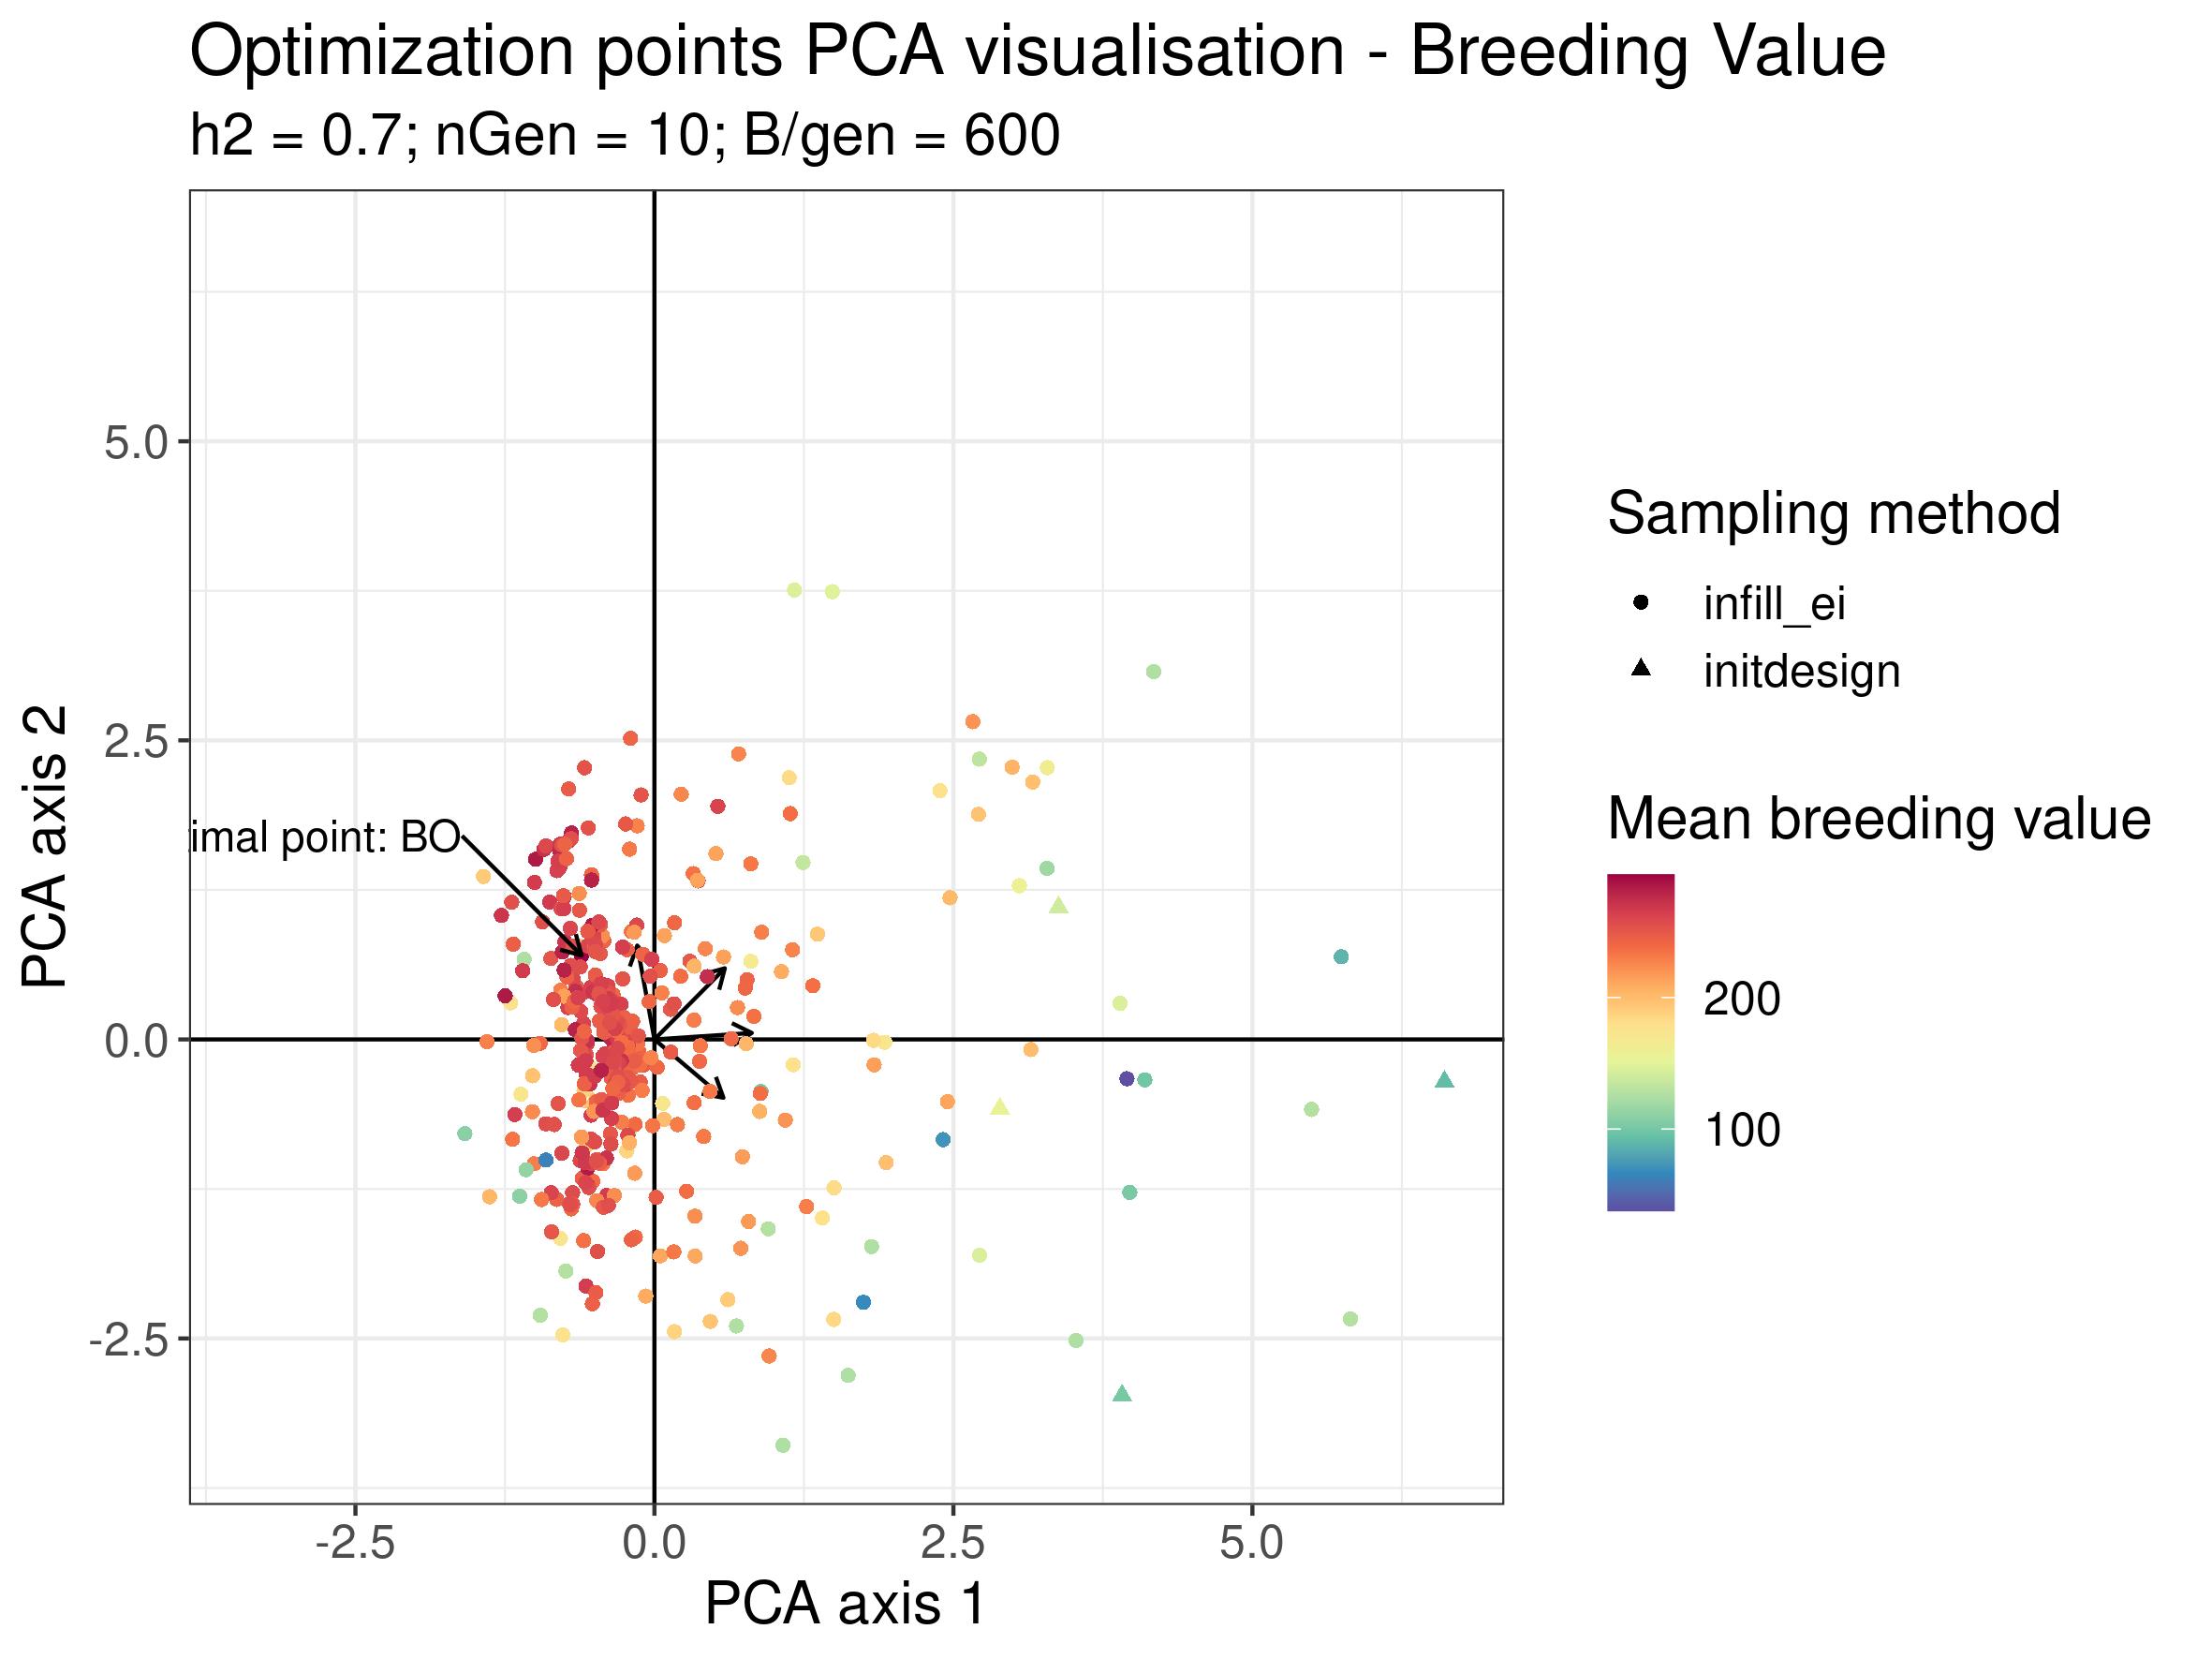 Optimization points PCA visualisation - Breeding Value
h2 = 0.7; nGen = 10; B/gen = 600
PCA axis 2
5.0
2.5
0.0
-2.5
imal point: BO
-2.5
0.0
2.5
5.0
PCA axis 1
Sampling method
infill_ei
initdesign
Mean breeding value
200
100